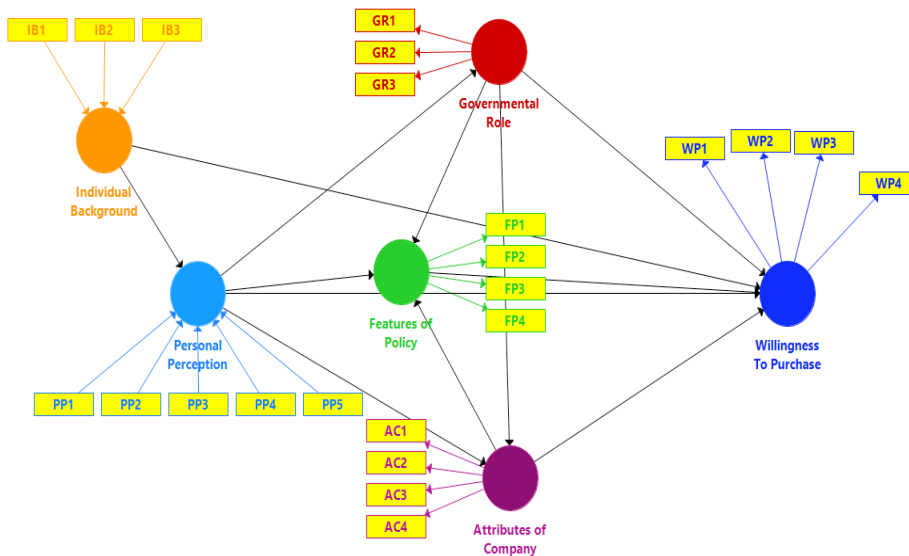 GR1
IB1 IB2 IB3
GR2
GR3
Governmental
Role
WP1 WP2 WP3
WP4
Individual
Background
FP1
FP2
FP3
FP4
Features of
Policy
Personal
Perception
Willingness
To Purchase
PP1 PP2 PP3 PP4 PP5
AC1
AC2
AC3
AC4
Attributes of
Company